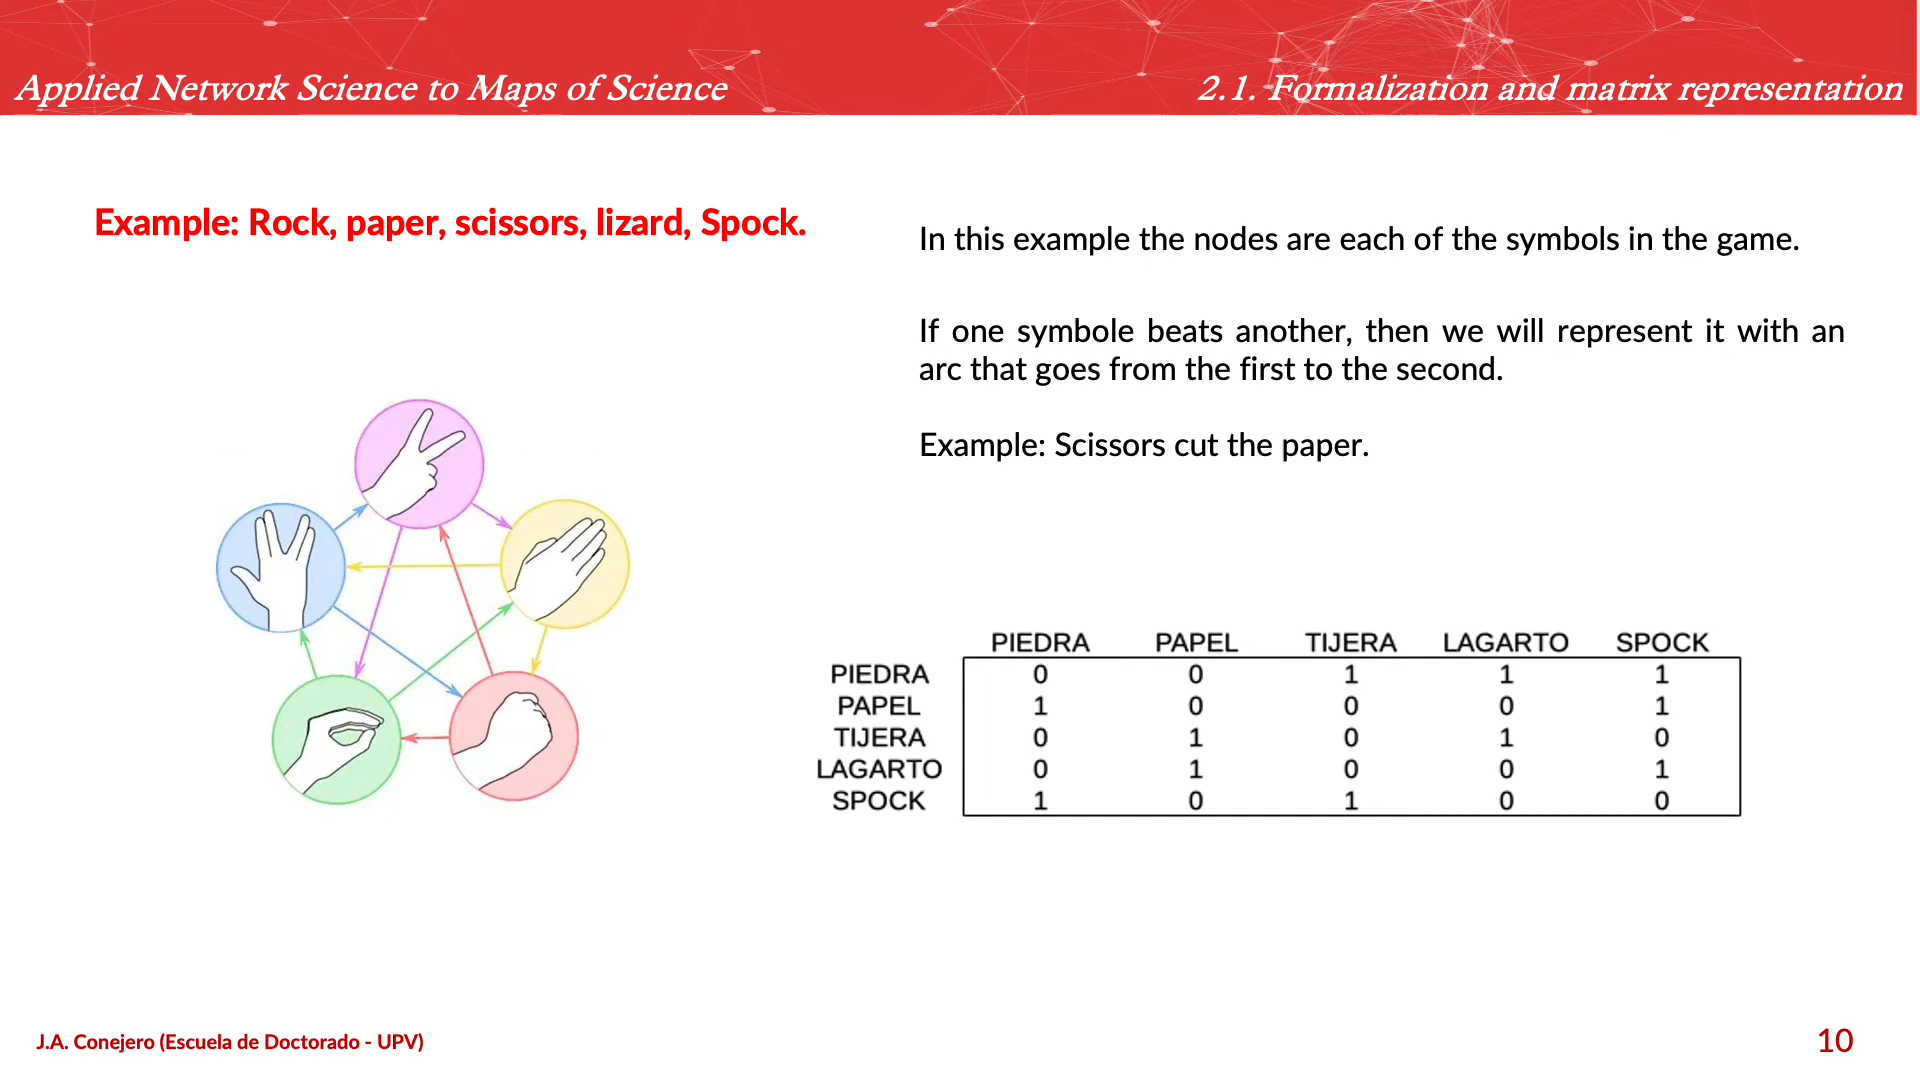 Applied Network Science to Maps of Science
2.1. Formalization and matrix representation
Example: Rock, paper, scissors, lizard, Spock.
In this example the nodes are each of the symbols in the game.
If one symbole beats another, then we will represent it with an
arc that goes from the first to the second.
Example: Scissors cut the paper.
PIEDRA PAPEL TIJERA LAGARTO SPOCK
PIEDRA 0 0 1 1 1
PAPEL 1 0 0 0 1
TIJERA 0 1 0 1 0
LAGARTO 0 1 0 0 1
SPOCK 1 0 1 0 0
J.A. Conejero (Escuela de Doctorado - UPV)
10